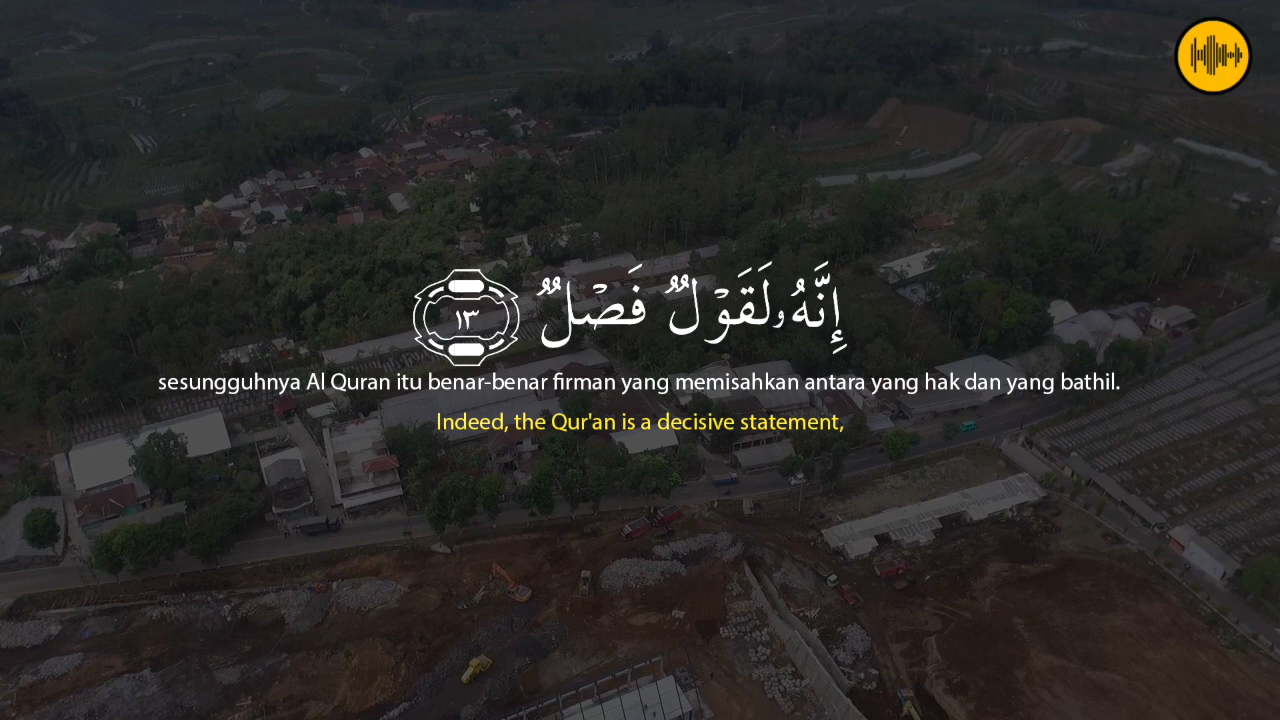 إِنَّهُۥ لَقَوْلٌ فَصْلٌ ١٣
sesungguhnya Al Quran itu benar-benar firman yang memisahkan antara yang hak dan yang bathil.
Indeed, the Qur'an is a decisive statement,